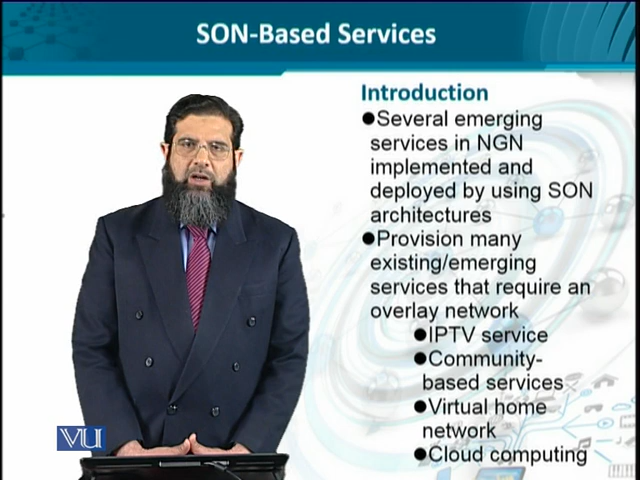 SON-Based Services
Introduction
●Several emerging
services in NGN
implemented and
deployed by using SON
architectures
●Provision many
existing/emerging
services that require an
overlay network
●IPTV service
●Community-
based services
●Virtual home
network
●Cloud computing
VU